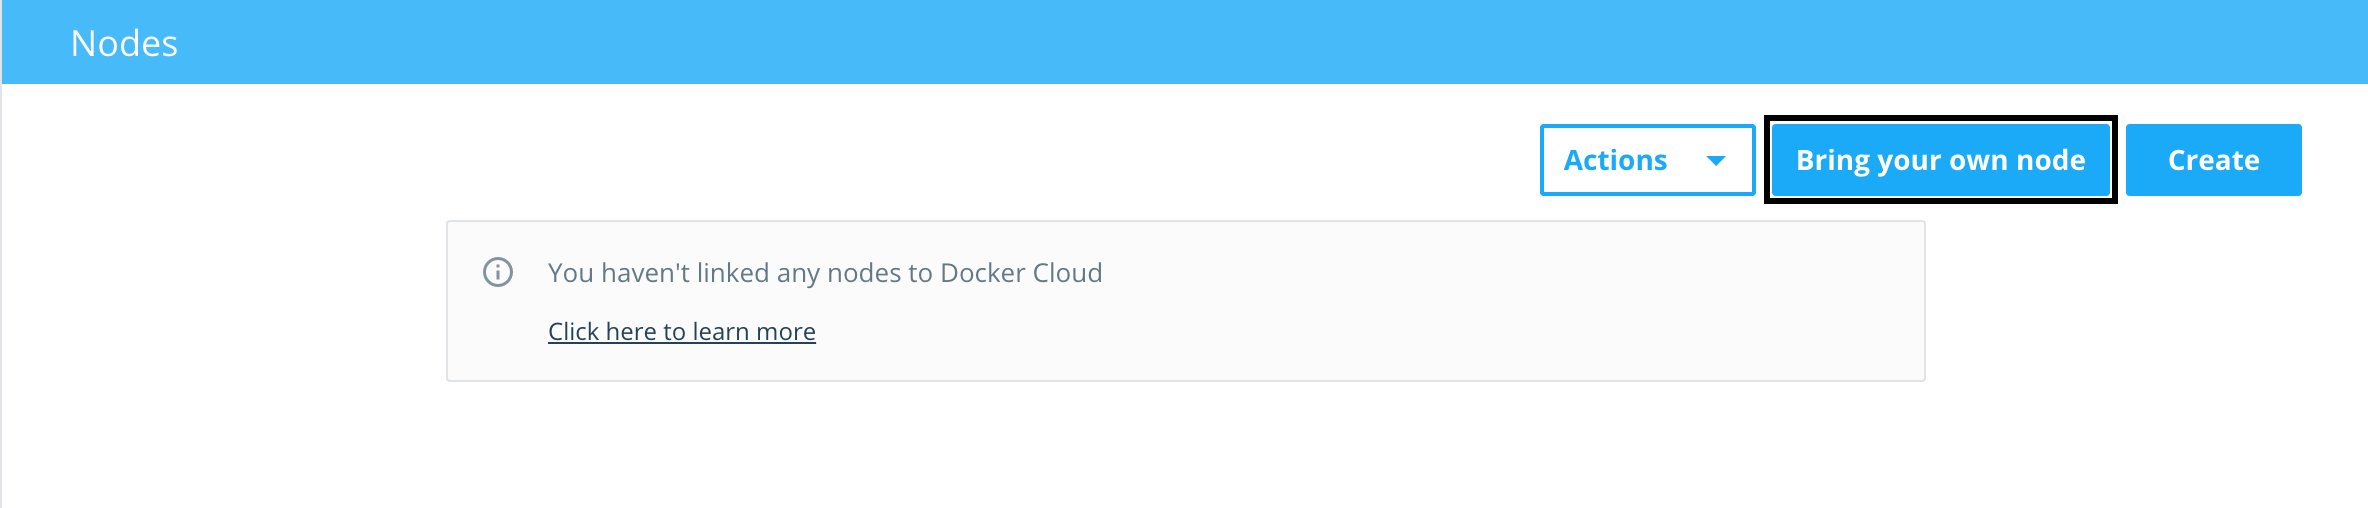 Nodes
Actions
Bring your own node
Create
You haven't linked any nodes to Docker Cloud
Click here to learn more